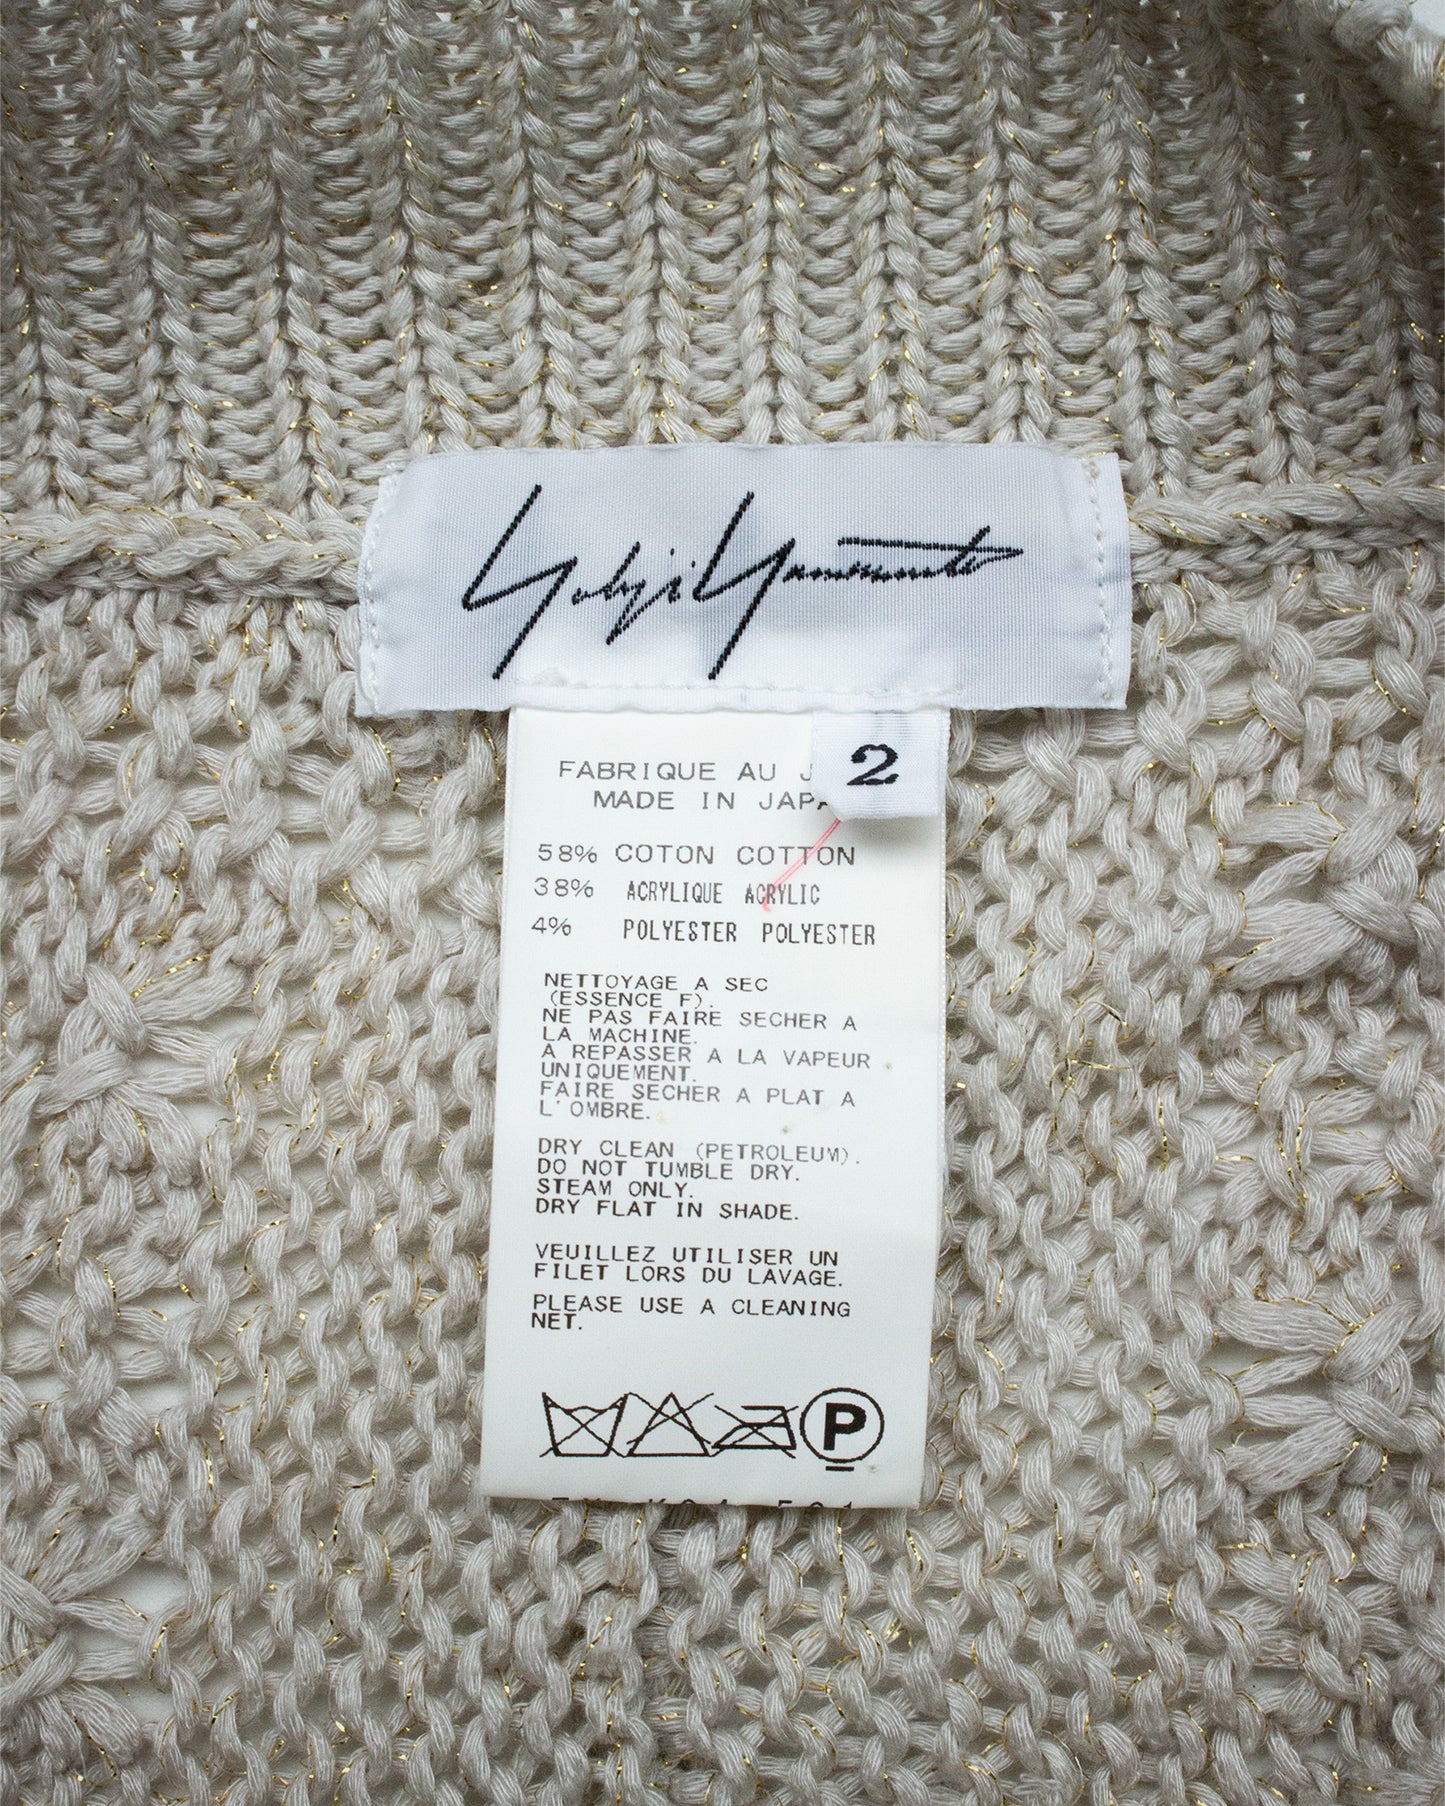 Yohji Yamamoto
2
FABRIQUE AU
MADE IN
58% COTON COTTON
38% ACRYLIQUE ACRYLIC
4% POLYESTER POLYESTER
NETTOYAGE A SEC
(ESSENCE F).
NE PAS FAIRE SECHER A
LA MACHINE.
A REPASSER A LA VAPEUR
UNIQUEMENT.
FAIRE SECHER A PLAT A
L'OMBRE.
DRY CLEAN (PETROLEUM).
DO NOT TUMBLE DRY.
STEAM ONLY.
DRY FLAT IN SHADE.
VEUILLEZ UTILISER UN
FILET LORS DU LAVAGE.
PLEASE USE A CLEANING
NET.
P